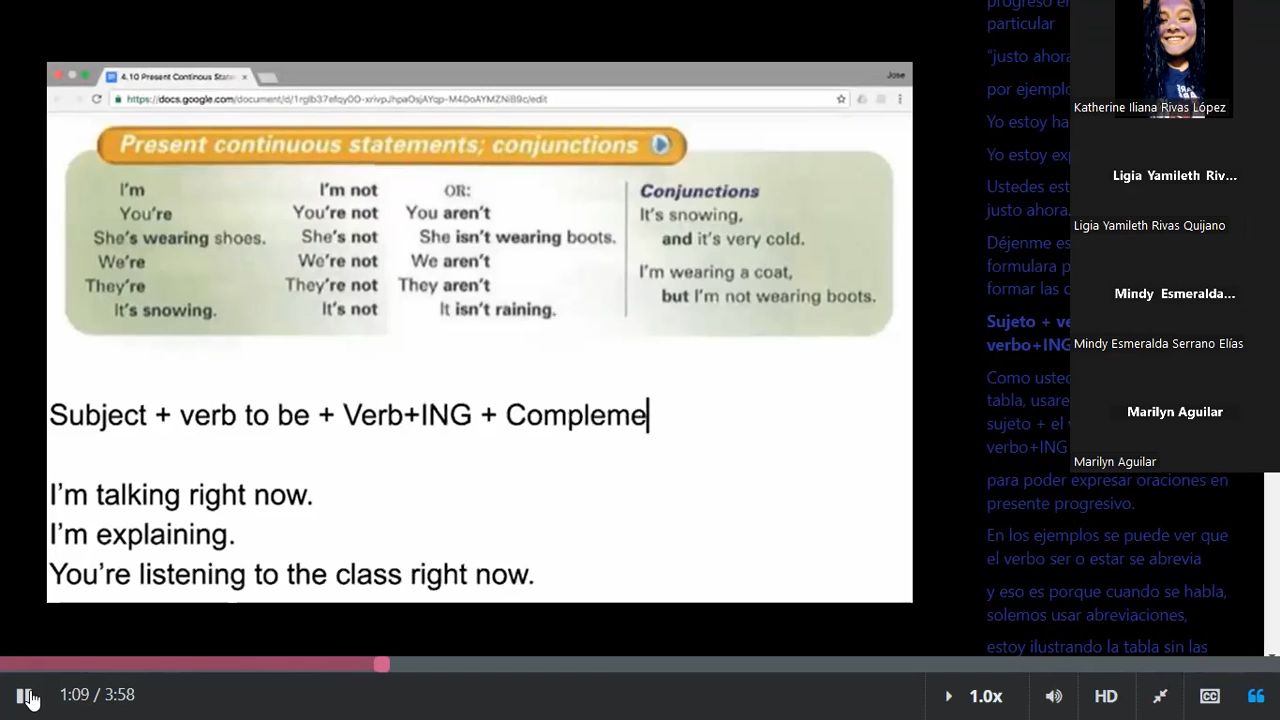 4.10 Present Continous State
Jose
https://docs.google.com/document/d/
Present continuous statements; conjunctions
I'm
You're
She's wearing shoes.
We're
They're
It's snowing.
I'm not
You're not
She's not
We're not
They're not
It's not
OR:
You aren't
She isn't wearing boots.
We aren't
They aren't
It isn't raining.
Conjunctions
It's snowing,
and it's very cold.
I'm wearing a coat,
but I'm not wearing boots.
Subject + verb to be + Verb+ING + Compleme
I'm talking right now.
I'm explaining.
You're listening to the class right now.
progreso en
particular
"justo ahora
por ejemplo
Yo estoy ha
Yo estoy ex
Ustedes est
justo ahora.
Déjenme es
formulara p
formar las o
Sujeto + ve
verbo+ING
Como usted
tabla, usare
sujeto + el v
verbo+ING
para poder expresar oraciones en
presente progresivo.
En los ejemplos se puede ver que
el verbo ser o estar se abrevia
y eso es porque cuando se habla,
solemos usar abreviaciones,
estoy ilustrando la tabla sin las
Katherine Iliana Rivas López
Ligia Yamileth Riv...
Ligia Yamileth Rivas Quijano
Mindy Esmeralda...
Mindy Esmeralda Serrano Elías
Marilyn Aguilar
Marilyn Aguilar
1:09 / 3:58
1.0x
HD
CC